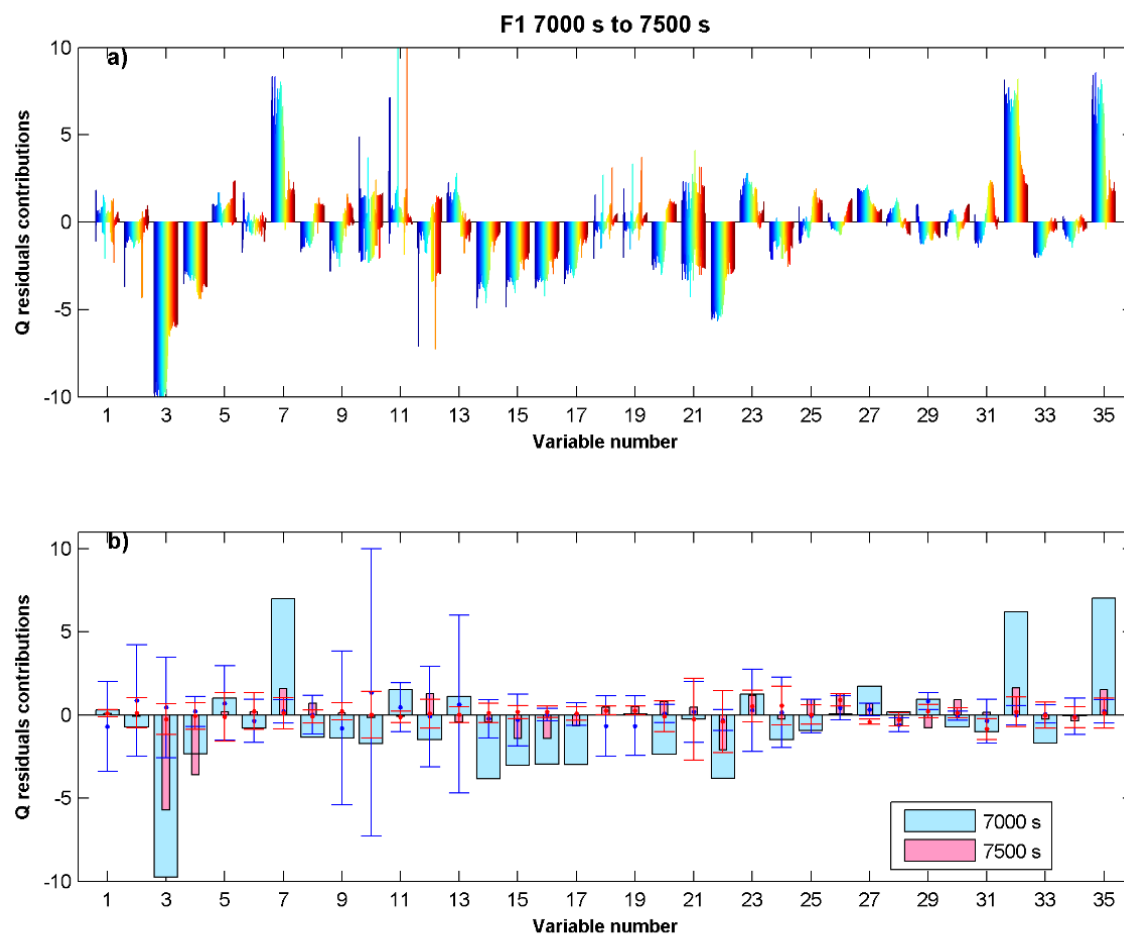 F1 7000 s to 7500 s
a)
10
5
0
-5
-10
Q residuals contributions
1 3 5 7 9 11 13 15 17 19 21 23 25 27 29 31 33 35
Variable number
b)
10
5
0
-5
-10
Q residuals contributions
7000 s
7500 s
1 3 5 7 9 11 13 15 17 19 21 23 25 27 29 31 33 35
Variable number